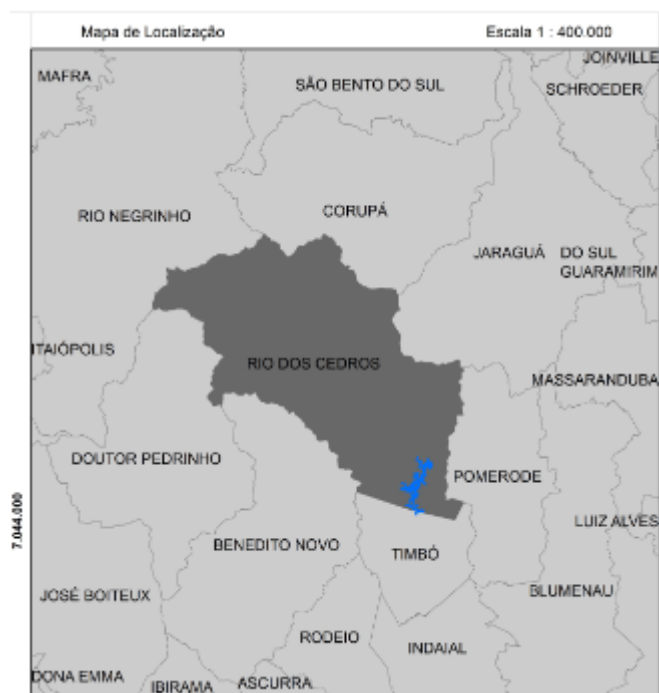 Mapa de Localização Escala 1 : 400.000
JOINVILLE
MAFRA
SÃO BENTO DO SUL
SCHROEDER
CORUPÁ
RIO NEGRINHO
JARAGUÁ DO SUL
GUARAMIRIM
ITAIÓPOLIS
RIO DOS CEDROS
MASSARANDUBA
DOUTOR PEDRINHO
POMERODE
7.044.000
LUIZ ALVES
BENEDITO NOVO
TIMBÓ
JOSÉ BOITEUX
BLUMENAU
RODEIO
INDAIAL
DONA EMMA
IBIRAMA
ASCURRA